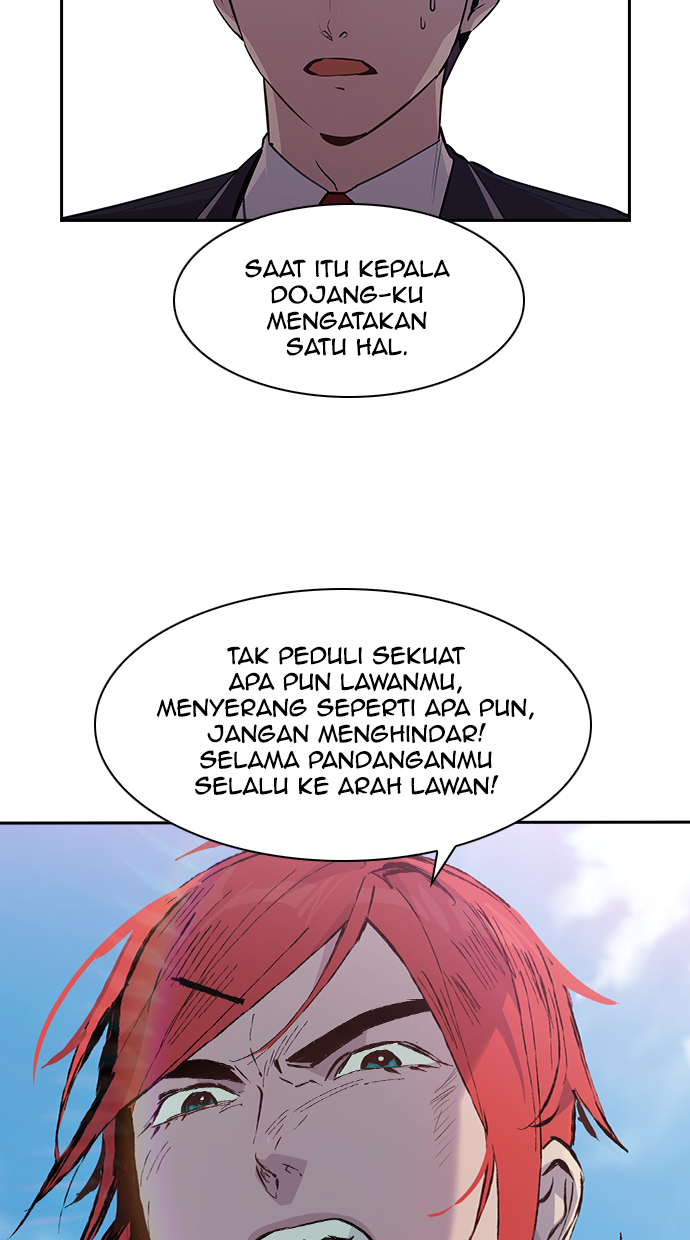 SAAT ITU KEPALA
DOJANG-KU
MENGATAKAN
SATU HAL.
TAK PEDULI SEKUAT
APA PUN LAWANMU,
MENYERANG SEPERTI APA PUN,
JANGAN MENGHINDAR!
SELAMA PANDANGANMU
SELALU KE ARAH LAWAN!